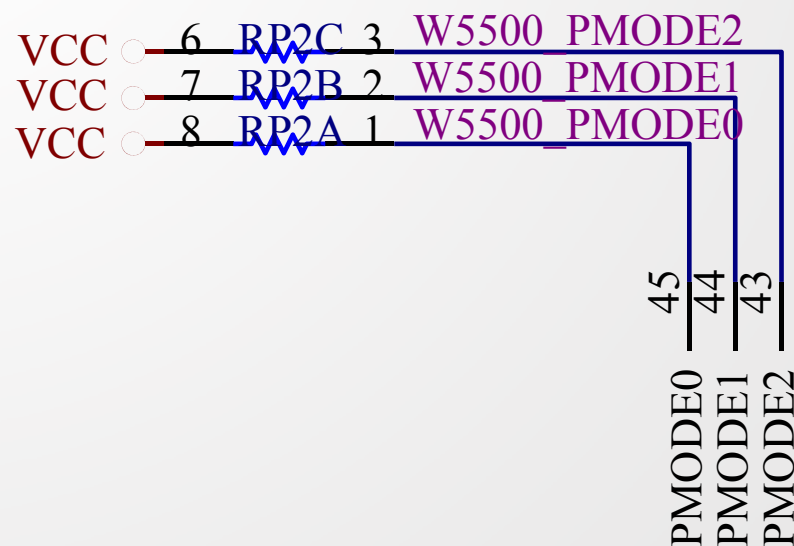 VCC 6 RP2C 3 W5500_PMODE2
VCC 7 RP2B 2 W5500_PMODE1
VCC 8 RP2A 1 W5500_PMODE0
45 44 43
PMODE0
PMODE1
PMODE2